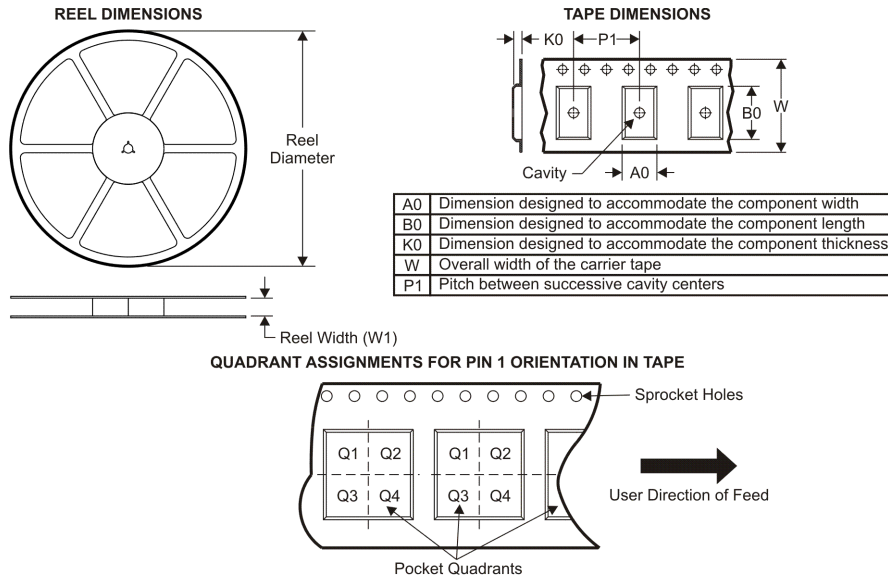 REEL DIMENSIONS
Reel
Diameter
Reel Width (W1)
TAPE DIMENSIONS
K0
P1
W
B0
Cavity
A0
A0 Dimension designed to accommodate the component width
B0 Dimension designed to accommodate the component length
K0 Dimension designed to accommodate the component thickness
W Overall width of the carrier tape
P1 Pitch between successive cavity centers
QUADRANT ASSIGNMENTS FOR PIN 1 ORIENTATION IN TAPE
Sprocket Holes
Q1 Q2 Q1 Q2
Q3 Q4 Q3 Q4
User Direction of Feed
Pocket Quadrants